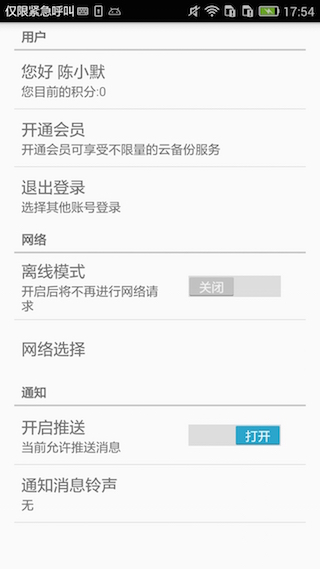 仅限紧急呼叫 17:54
用户
您好 陈小默
您目前的积分:0
开通会员
开通会员可享受不限量的云备份服务
退出登录
选择其他账号登录
网络
离线模式
关闭
开启后将不再进行网络请
求
网络选择
通知
开启推送
打开
当前允许推送消息
通知消息铃声
无